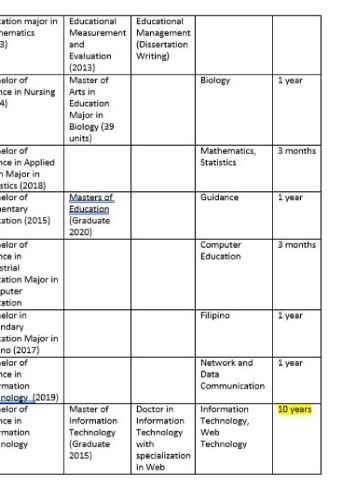 ation major in
hematics
3)
Educational
Measurement
and
Evaluation
(2013)
Educational
Management
(Dissertation
Writing)
elor of
nce in Nursing
4)
Master of
Arts in
Education
Major in
Biology (39
units)
Biology
1 year
elor of
nce in Applied
n Major in
stics (2018)
Mathematics,
Statistics
3 months
elor of
entary
ation (2015)
Masters of
Education
(Graduate
2020)
Guidance
1 year
elor of
nce in
strial
ation Major in
puter
ation
Computer
Education
3 months
elor in
ndary
ation Major in
no (2017)
Filipino
1 year
elor of
nce in
rmation
nology (2019)
Network and
Data
Communication
1 year
elor of
nce in
rmation
nology
Master of
Information
Technology
(Graduate
2015)
Doctor in
Information
Technology
with
specialization
in Web
Information
Technology,
Web
Technology
10 years